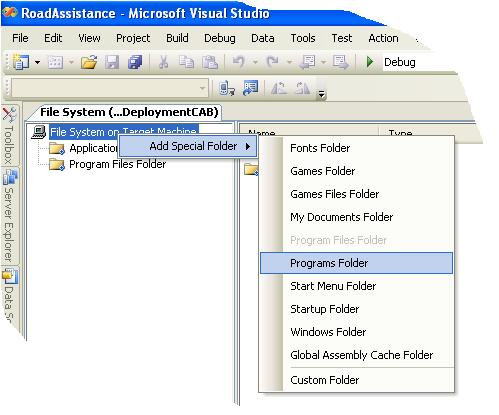 RoadAssistance - Microsoft Visual Studio
File Edit View Project Build Debug Data Tools Test Action
Debug
File System (...DeploymentCAB)
Toolbox
Server Explorer
Data
File System on Target Machine
Application
Program Files Folder
Name Type
Add Special Folder
Fonts Folder
Games Folder
Games Files Folder
My Documents Folder
Program Files Folder
Programs Folder
Start Menu Folder
Startup Folder
Windows Folder
Global Assembly Cache Folder
Custom Folder